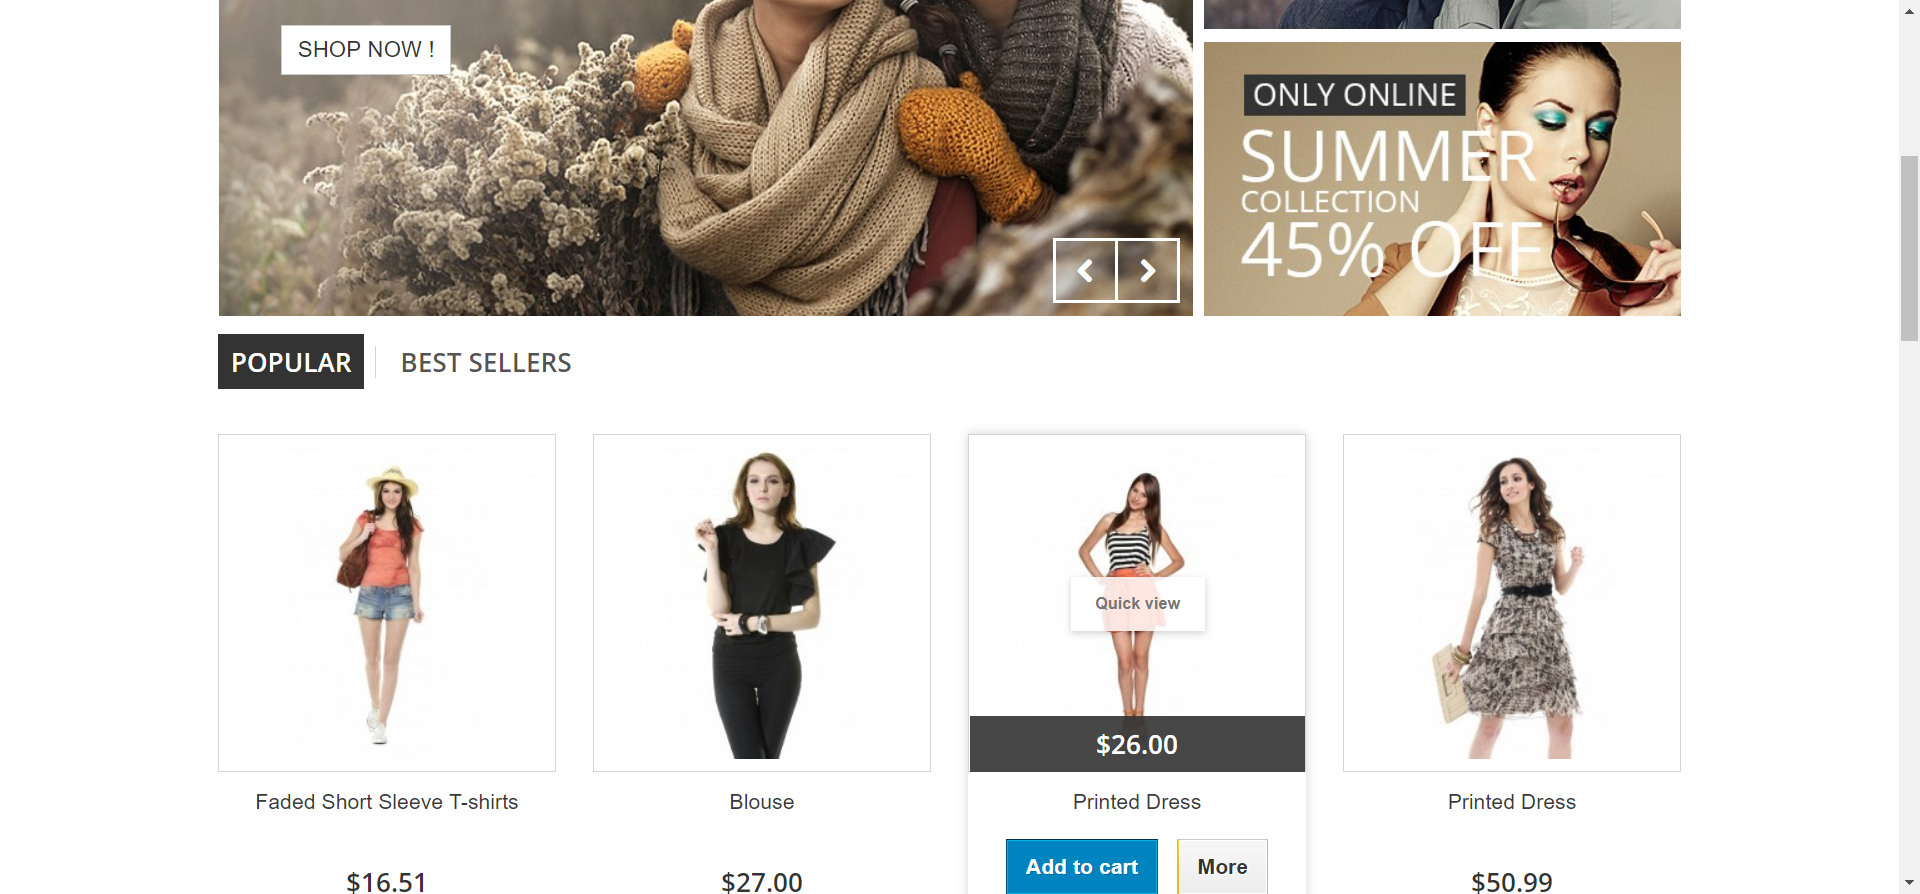 SHOP NOW !
ONLY ONLINE
SUMMER
COLLECTION
45% OFF
POPULAR
BEST SELLERS
Quick view
$26.00
Faded Short Sleeve T-shirts
Blouse
Printed Dress
Printed Dress
Add to cart
More
$16.51
$27.00
$50.99